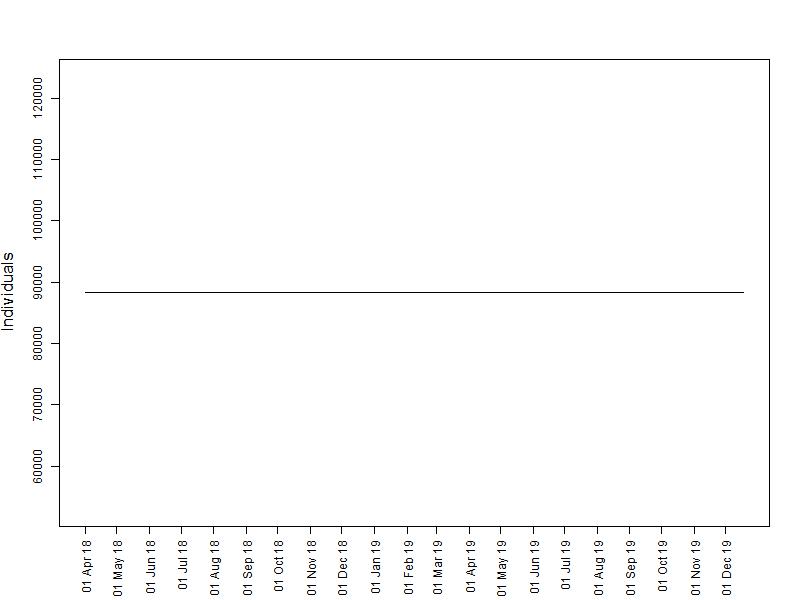 Individuals
120000
110000
100000
90000
80000
70000
60000
01 Apr 18
01 May 18
01 Jun 18
01 Jul 18
01 Aug 18
01 Sep 18
01 Oct 18
01 Nov 18
01 Dec 18
01 Jan 19
01 Feb 19
01 Mar 19
01 Apr 19
01 May 19
01 Jun 19
01 Jul 19
01 Aug 19
01 Sep 19
01 Oct 19
01 Nov 19
01 Dec 19